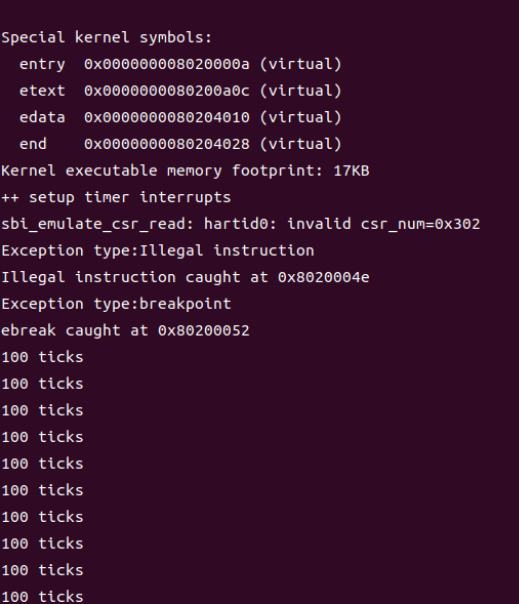 Special kernel symbols:
  entry  0x000000008020000a (virtual)
  etext  0x0000000080200a0c (virtual)
  edata  0x0000000080204010 (virtual)
  end    0x0000000080204028 (virtual)
Kernel executable memory footprint: 17KB
++ setup timer interrupts
sbi_emulate_csr_read: hartid0: invalid csr_num=0x302
Exception type:Illegal instruction
Illegal instruction caught at 0x8020004e
Exception type:breakpoint
ebreak caught at 0x80200052
100 ticks
100 ticks
100 ticks
100 ticks
100 ticks
100 ticks
100 ticks
100 ticks
100 ticks
100 ticks